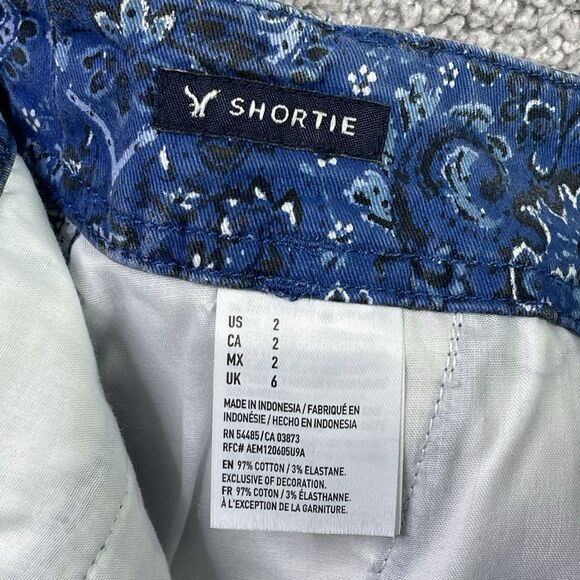 SHORTIE
US 2
CA 2
MX 2
UK 6
MADE IN INDONESIA / FABRIQUÉ EN
INDONÉSIE / HECHO EN INDONESIA
RN 54485 / CA 03873
RFC# AEM120605U9A
EN 97% COTTON / 3% ELASTANE.
EXCLUSIVE OF DECORATION.
FR 97% COTON / 3% ÉLASTHANNE.
À L'EXCEPTION DE LA GARNITURE.